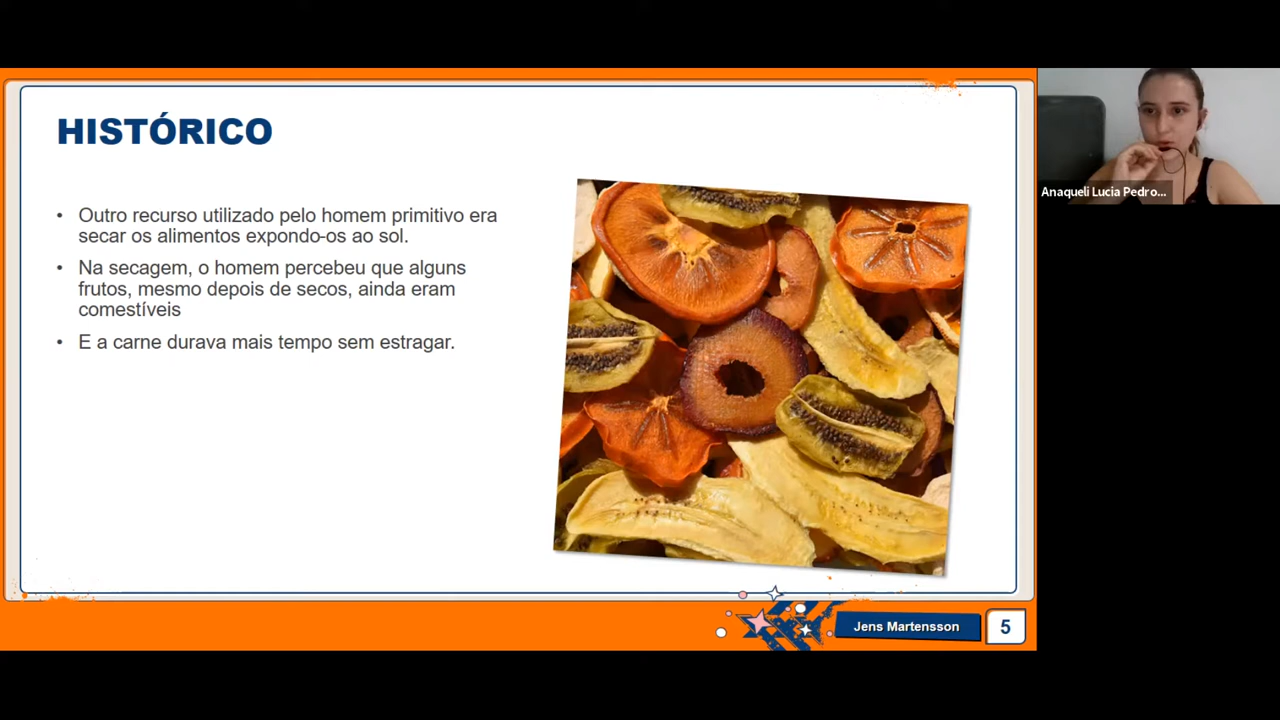 HISTÓRICO
• Outro recurso utilizado pelo homem primitivo era
secar os alimentos expondo-os ao sol.
• Na secagem, o homem percebeu que alguns
frutos, mesmo depois de secos, ainda eram
comestíveis
• E a carne durava mais tempo sem estragar.
Anaqueli Lucia Pedro...
Jens Martensson
5